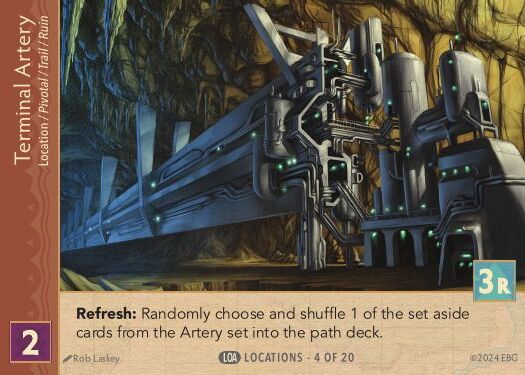 Terminal Artery
Location / Pivotal / Trail / Ruin
3R
Refresh: Randomly choose and shuffle 1 of the set aside
cards from the Artery set into the path deck.
2
Rob Laskey
LOA LOCATIONS - 4 OF 20
©2024 EBG